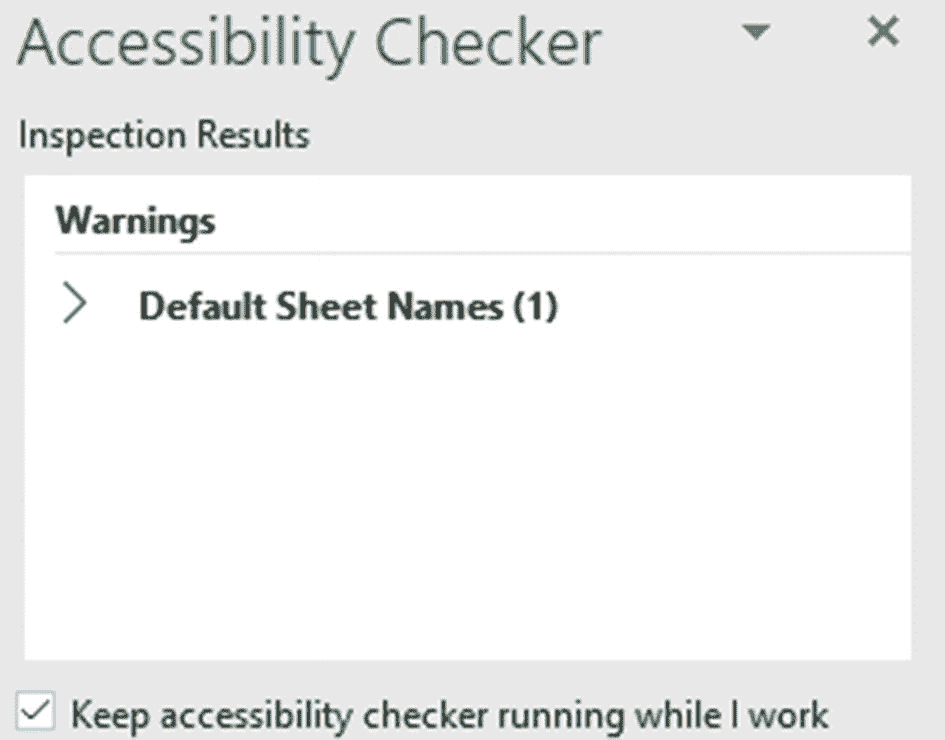 Accessibility Checker
Inspection Results
Warnings
Default Sheet Names (1)
Keep accessibility checker running while I work